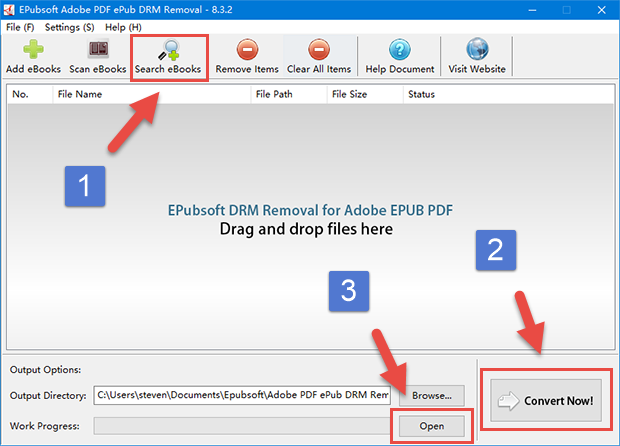 EPubsoft Adobe PDF ePub DRM Removal - 8.3.2
File (F) Settings (S) Help (H)
Add eBooks Scan eBooks Search eBooks Remove Items Clear All Items Help Document Visit Website
No. File Name File Path File Size Status
1
EPubsoft DRM Removal for Adobe EPUB PDF
Drag and drop files here
2
3
Output Options:
Output Directory: C:\Users\steven\Documents\Epubsoft\Adobe PDF ePub DRM Rem Browse...
Convert Now!
Work Progress: Open